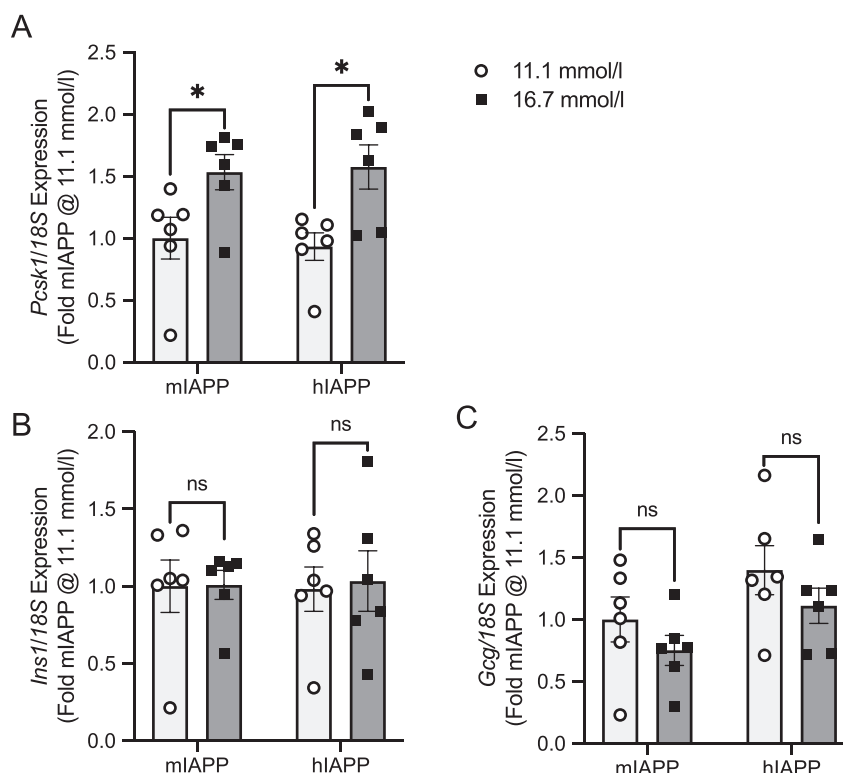 A
Pcsk1/18S Expression
(Fold mIAPP @ 11.1 mmol/l)
2.5
2.0
1.5
1.0
0.5
0.0
*
*
mIAPP
hIAPP
11.1 mmol/l
16.7 mmol/l
B
Ins1/18S Expression
(Fold mIAPP @ 11.1 mmol/l)
2.0
1.5
1.0
0.5
0.0
ns
ns
mIAPP
hIAPP
C
Gcg/18S Expression
(Fold mIAPP @ 11.1 mmol/l)
2.5
2.0
1.5
1.0
0.5
0.0
ns
ns
mIAPP
hIAPP